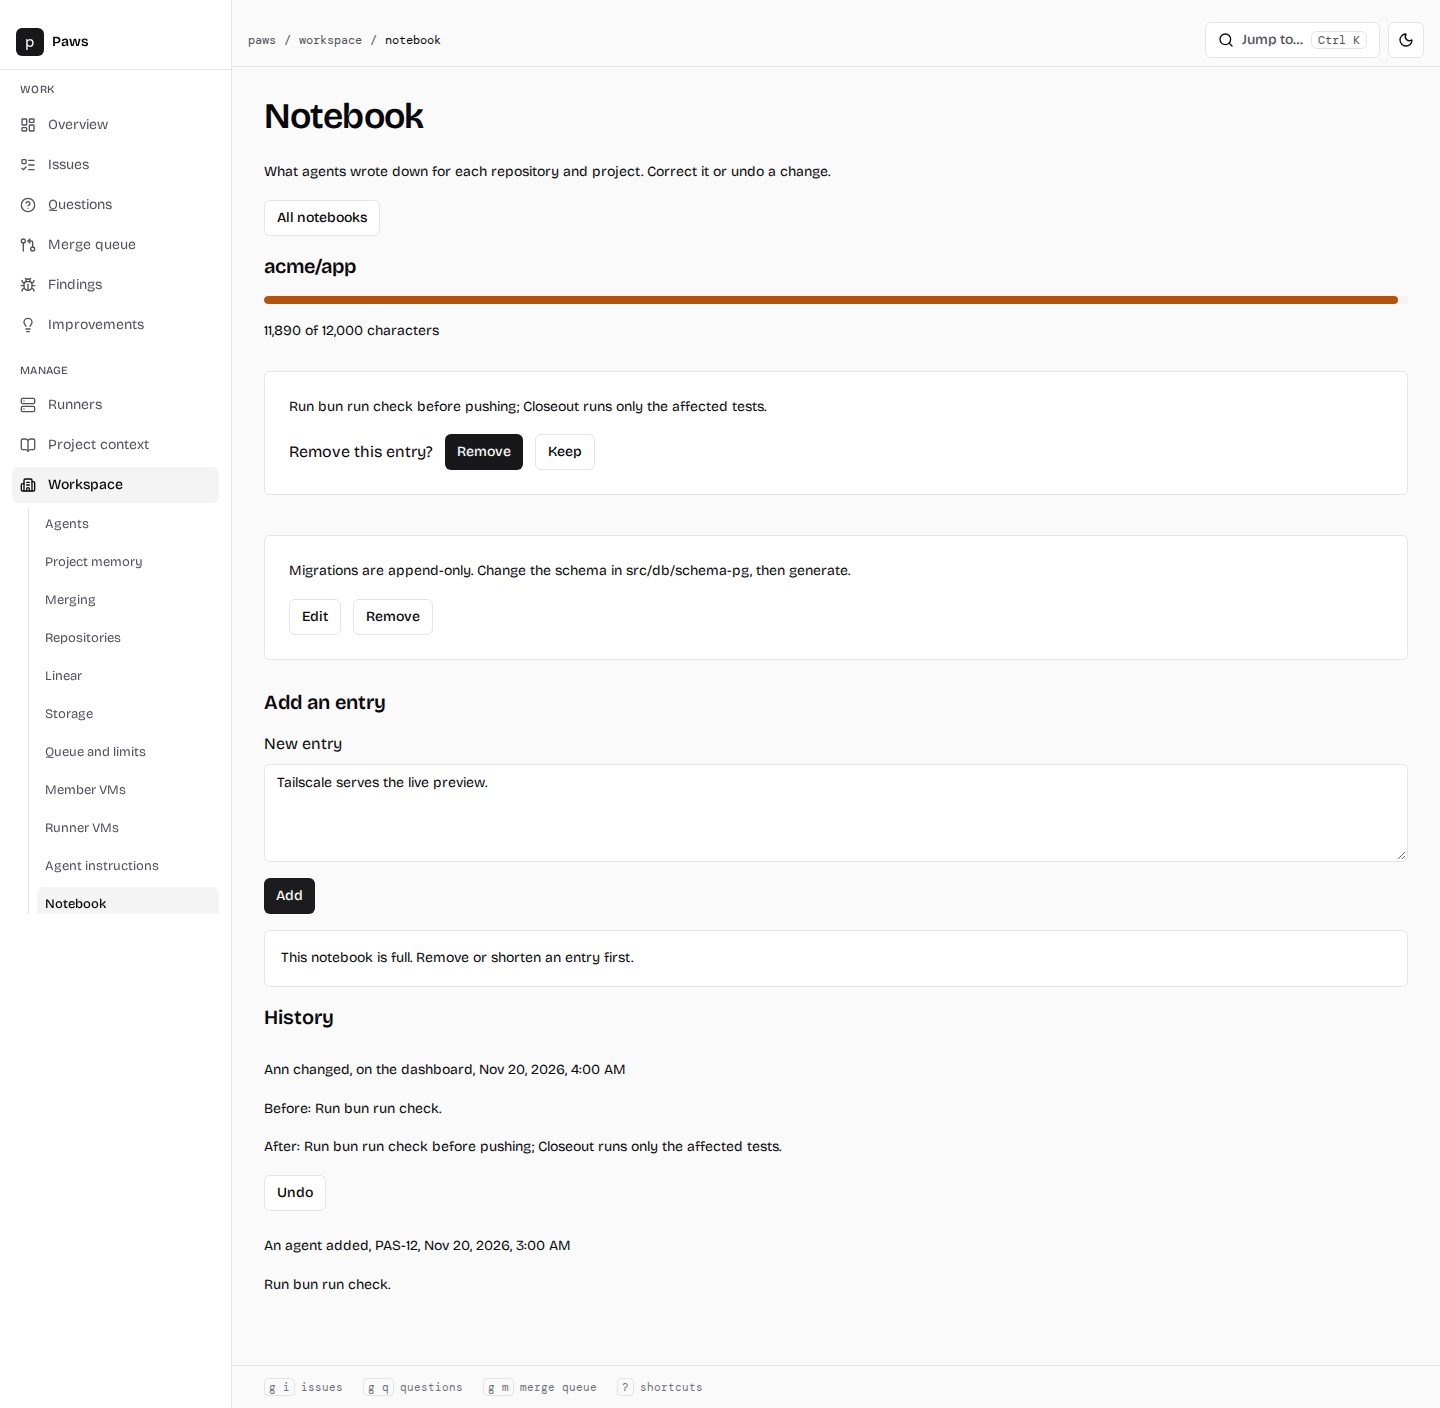 p Paws
paws / workspace / notebook
Jump to... Ctrl K
WORK
Overview
Issues
Questions
Merge queue
Findings
Improvements
MANAGE
Runners
Project context
Workspace
Agents
Project memory
Merging
Repositories
Linear
Storage
Queue and limits
Member VMs
Runner VMs
Agent instructions
Notebook
Notebook
What agents wrote down for each repository and project. Correct it or undo a change.
All notebooks
acme/app
11,890 of 12,000 characters
Run bun run check before pushing; Closeout runs only the affected tests.
Remove this entry? Remove Keep
Migrations are append-only. Change the schema in src/db/schema-pg, then generate.
Edit Remove
Add an entry
New entry
Tailscale serves the live preview.
Add
This notebook is full. Remove or shorten an entry first.
History
Ann changed, on the dashboard, Nov 20, 2026, 4:00 AM
Before: Run bun run check.
After: Run bun run check before pushing; Closeout runs only the affected tests.
Undo
An agent added, PAS-12, Nov 20, 2026, 3:00 AM
Run bun run check.
g i issues g q questions g m merge queue ? shortcuts